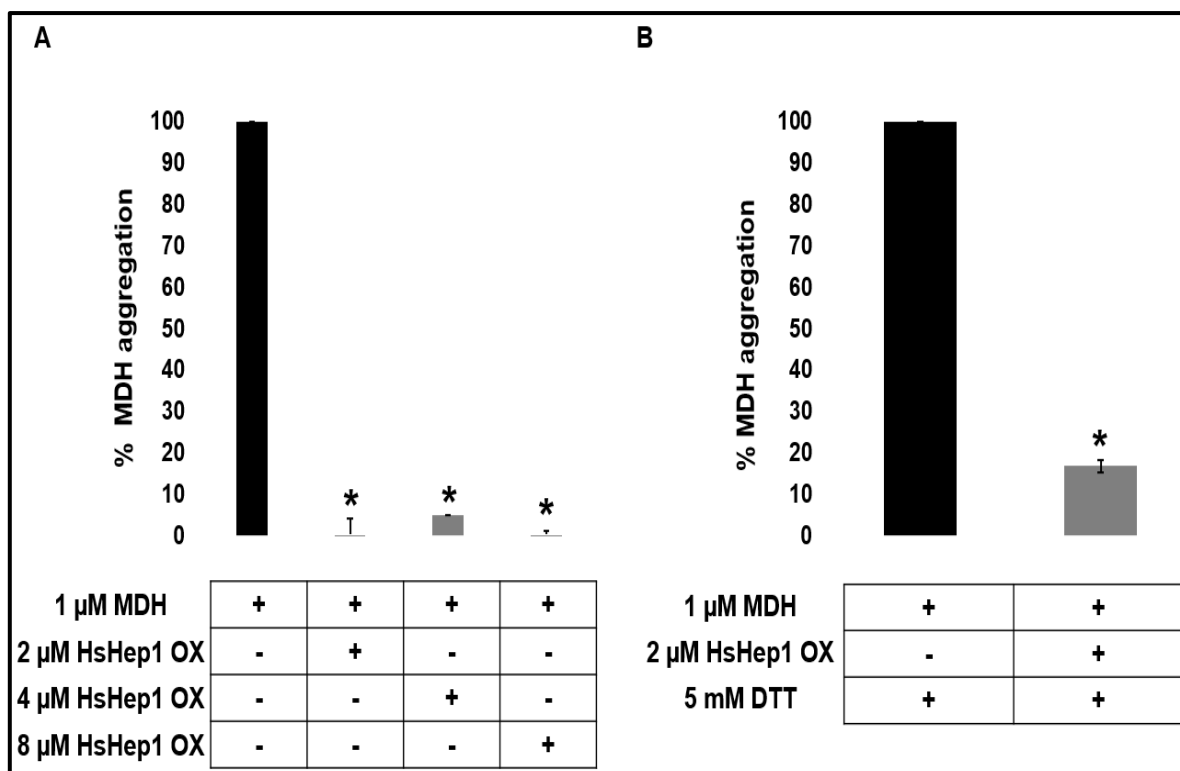 A
% MDH aggregation
100
90
80
70
60
50
40
30
20
10
0
* * *
1 µM MDH + + + +
2 µM HsHep1 OX - + - -
4 µM HsHep1 OX - - + -
8 µM HsHep1 OX - - - +
B
% MDH aggregation
100
90
80
70
60
50
40
30
20
10
0
*
1 µM MDH + +
2 µM HsHep1 OX - +
5 mM DTT + +